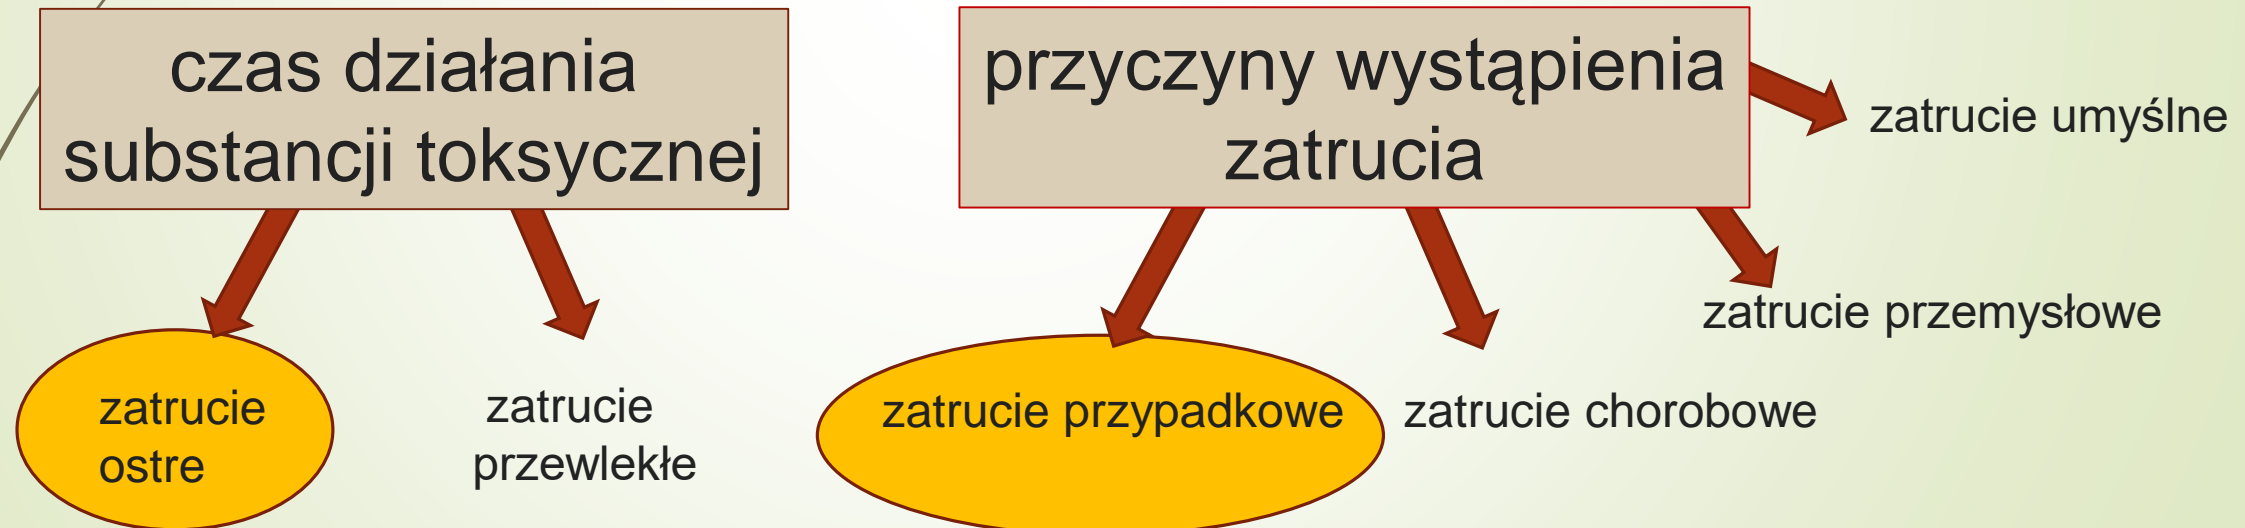 czas działania
substancji toksycznej
zatrucie
ostre
zatrucie
przewlekłe
przyczyny wystąpienia
zatrucia
zatrucie umyślne
zatrucie przemysłowe
zatrucie przypadkowe
zatrucie chorobowe